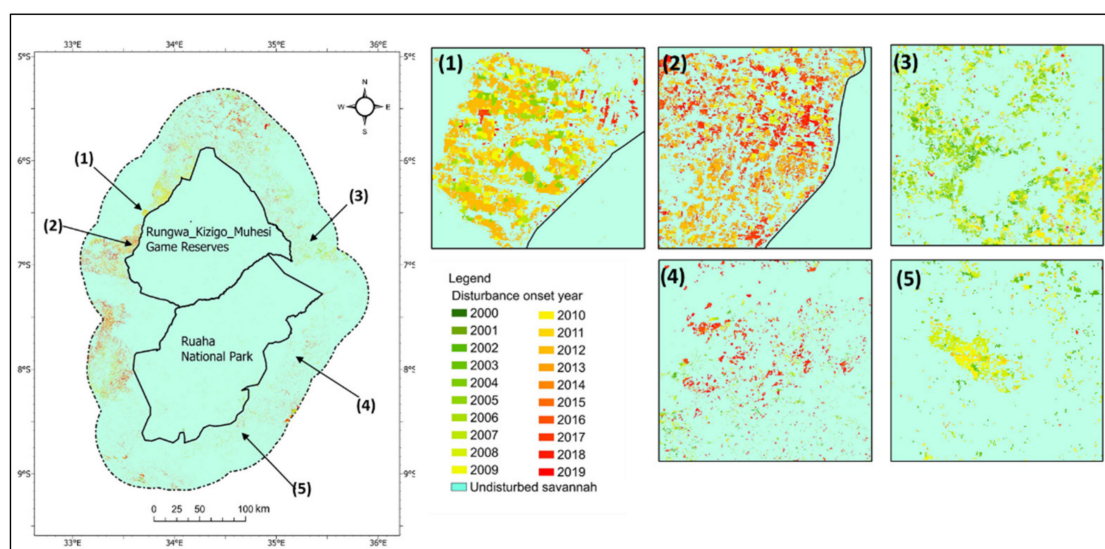 33°E 34°E 35°E 36°E
5°S 5°S
N
W E
S
6°S 6°S
(1)
(2)
(3)
Rungwa_Kizigo_Muhesi
Game Reserves
7°S 7°S
Ruaha
National Park
8°S 8°S
(4)
(5)
9°S 9°S
0 25 50 100 km
33°E 34°E 35°E 36°E
(1)
(2)
(3)
Legend
Disturbance onset year
2000 2010
2001 2011
2002 2012
2003 2013
2004 2014
2005 2015
2006 2016
2007 2017
2008 2018
2009 2019
Undisturbed savannah
(4)
(5)